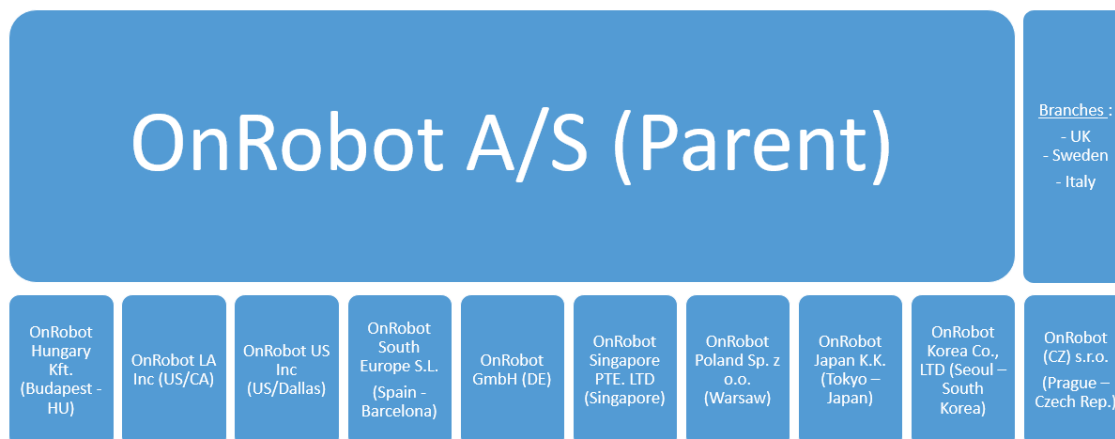 OnRobot A/S (Parent)
Branches :
- UK
- Sweden
- Italy
OnRobot
Hungary
Kft.
(Budapest -
HU)
OnRobot LA
Inc (US/CA)
OnRobot US
Inc
(US/Dallas)
OnRobot
South
Europe S.L.
(Spain -
Barcelona)
OnRobot
GmbH (DE)
OnRobot
Singapore
PTE. LTD
(Singapore)
OnRobot
Poland Sp. z
o.o.
(Warsaw)
OnRobot
Japan K.K.
(Tokyo –
Japan)
OnRobot
Korea Co.,
LTD (Seoul –
South
Korea)
OnRobot
(CZ) s.r.o.
(Prague –
Czech Rep.)